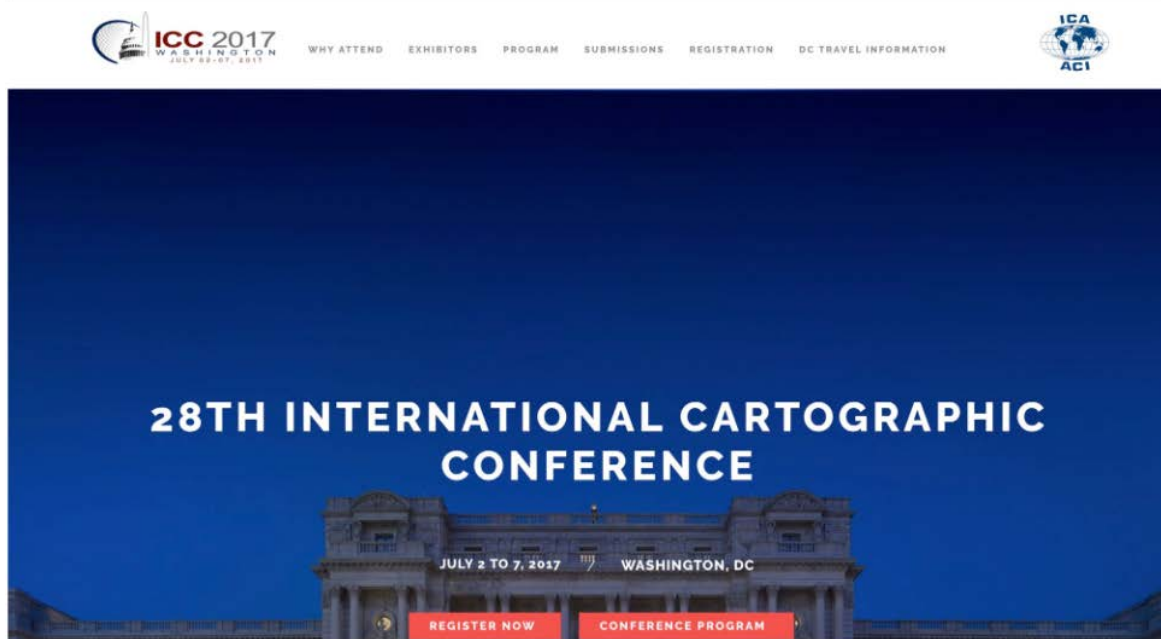 ICC 2017
WASHINGTON
JULY 02-07, 2017
WHY ATTEND EXHIBITORS PROGRAM SUBMISSIONS REGISTRATION DC TRAVEL INFORMATION
ICA
ACI
28TH INTERNATIONAL CARTOGRAPHIC
CONFERENCE
JULY 2 TO 7, 2017 WASHINGTON, DC
REGISTER NOW CONFERENCE PROGRAM